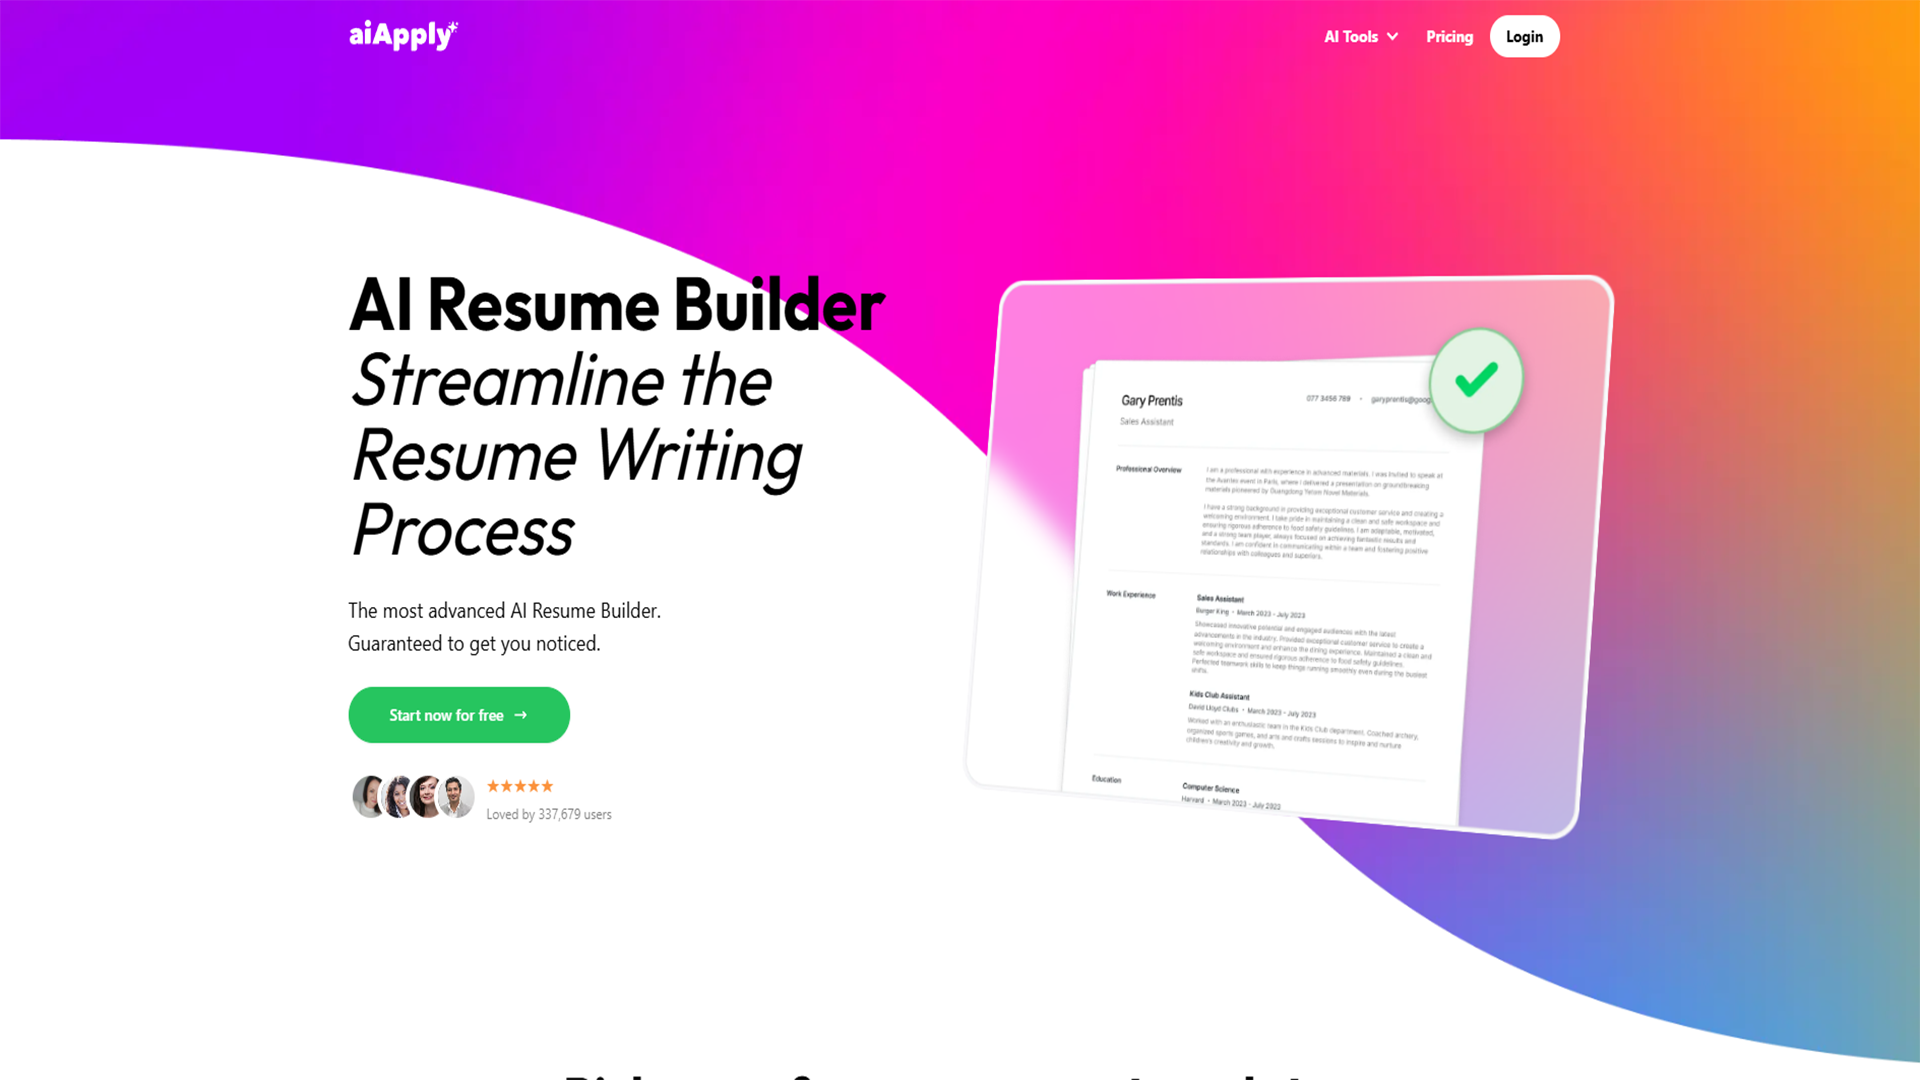 aiApply
AI Tools
Pricing
Login
AI Resume Builder
Streamline the
Resume Writing
Process
The most advanced AI Resume Builder.
Guaranteed to get you noticed.
Start now for free →
★★★★★
Loved by 337,679 users
Gary Prentis
077 3456 789 • garyprentis@goog
Sales Assistant
Professional Overview
I am a professional with experience in advanced materials. I was invited to speak at
the Avantex event in Paris, where I delivered a presentation on groundbreaking
materials pioneered by Guangdong Yenom Novel Materials.
I have a strong background in providing exceptional customer service and creating a
welcoming environment. I take pride in maintaining a clean and safe workspace and
ensuring rigorous adherence to food safety guidelines. I am adaptable, motivated,
and a strong team player, always focused on achieving fantastic results and
standards. I am confident in communicating within a team and fostering positive
relationships with colleagues and superiors.
Work Experience
Sales Assistant
Burger King • March 2023 - July 2023
Showcased innovative potential and engaged audiences with the latest
advancements in the industry. Provided exceptional customer service to create a
welcoming environment and enhance the dining experience. Maintained a clean and
safe workspace and ensured rigorous adherence to food safety guidelines.
Perfected teamwork skills to keep things running smoothly even during the busiest
shifts.
Kids Club Assistant
David Lloyd Clubs • March 2023 - July 2023
Worked with an enthusiastic team in the Kids Club department. Coached archery,
organized sports games, and arts and crafts sessions to inspire and nurture
children's creativity and growth.
Education
Computer Science
Harvard • March 2023 - July 2023